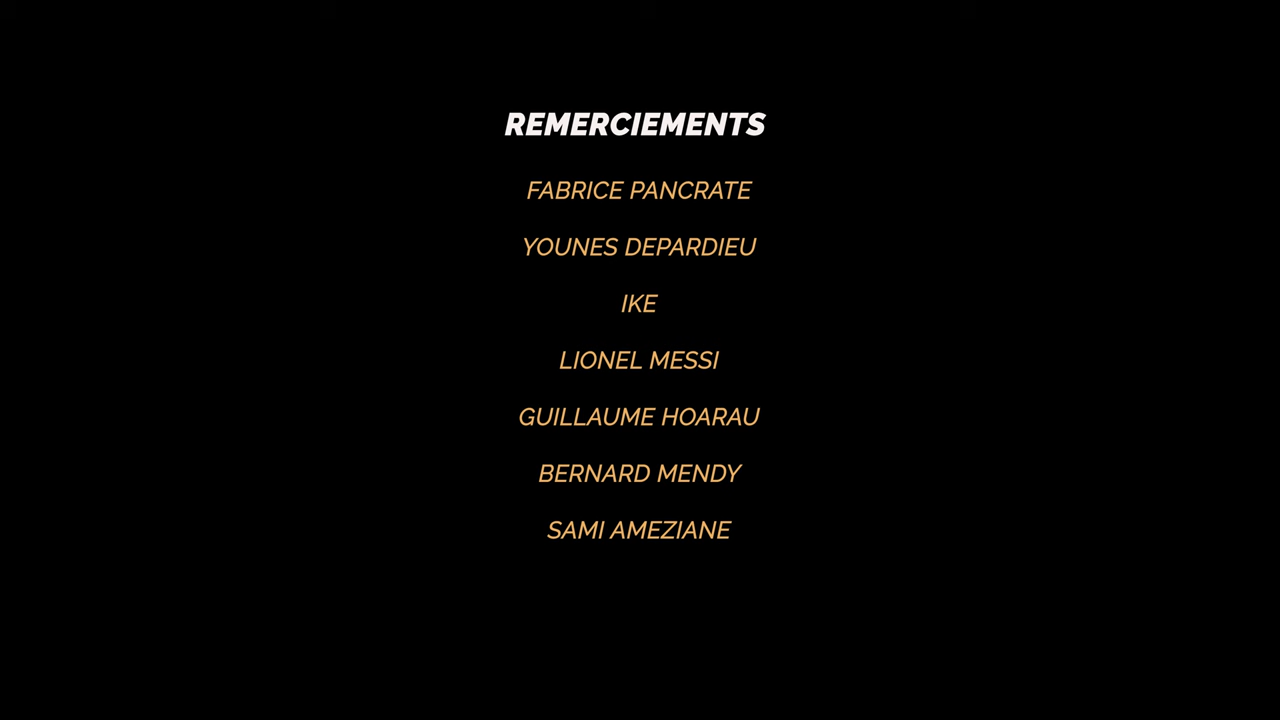 REMERCIEMENTS
FABRICE PANCRATE
YOUNES DEPARDIEU
IKE
LIONEL MESSI
GUILLAUME HOARAU
BERNARD MENDY
SAMI AMEZIANE